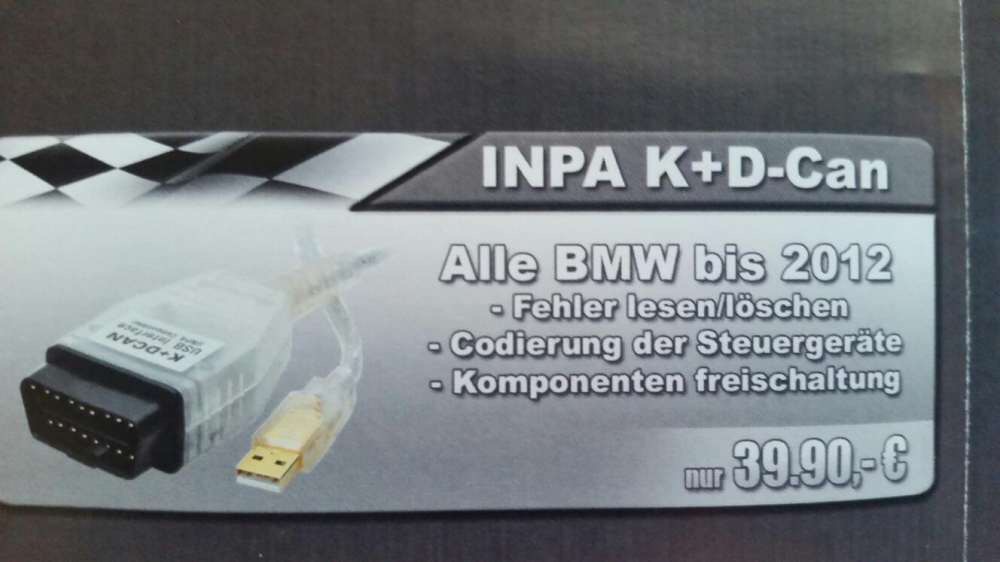 INPA K+D-Can
Alle BMW bis 2012
- Fehler lesen/löschen
- Codierung der Steuergeräte
- Komponenten freischaltung
nur 39.90,-€
K+DCAN
USB Interface